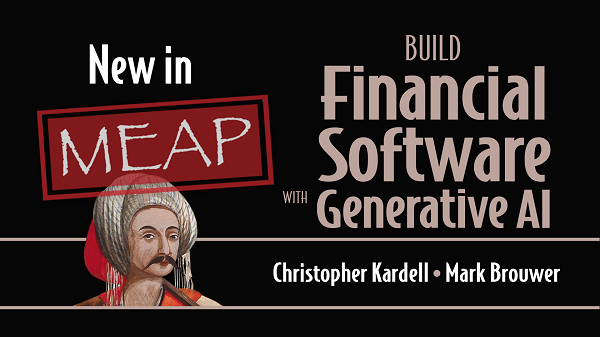 New in
MEAP
BUILD
Financial
Software
WITH Generative AI
Christopher Kardell • Mark Brouwer